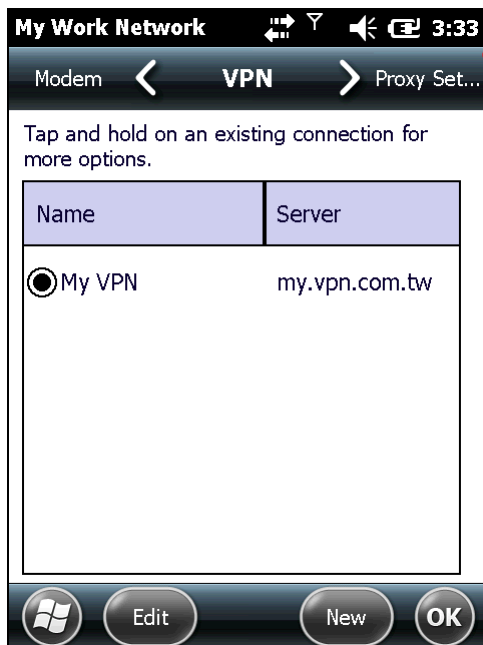 My Work Network 3:33
Modem VPN Proxy Set...
Tap and hold on an existing connection for
more options.
Name Server
My VPN my.vpn.com.tw
Edit New OK